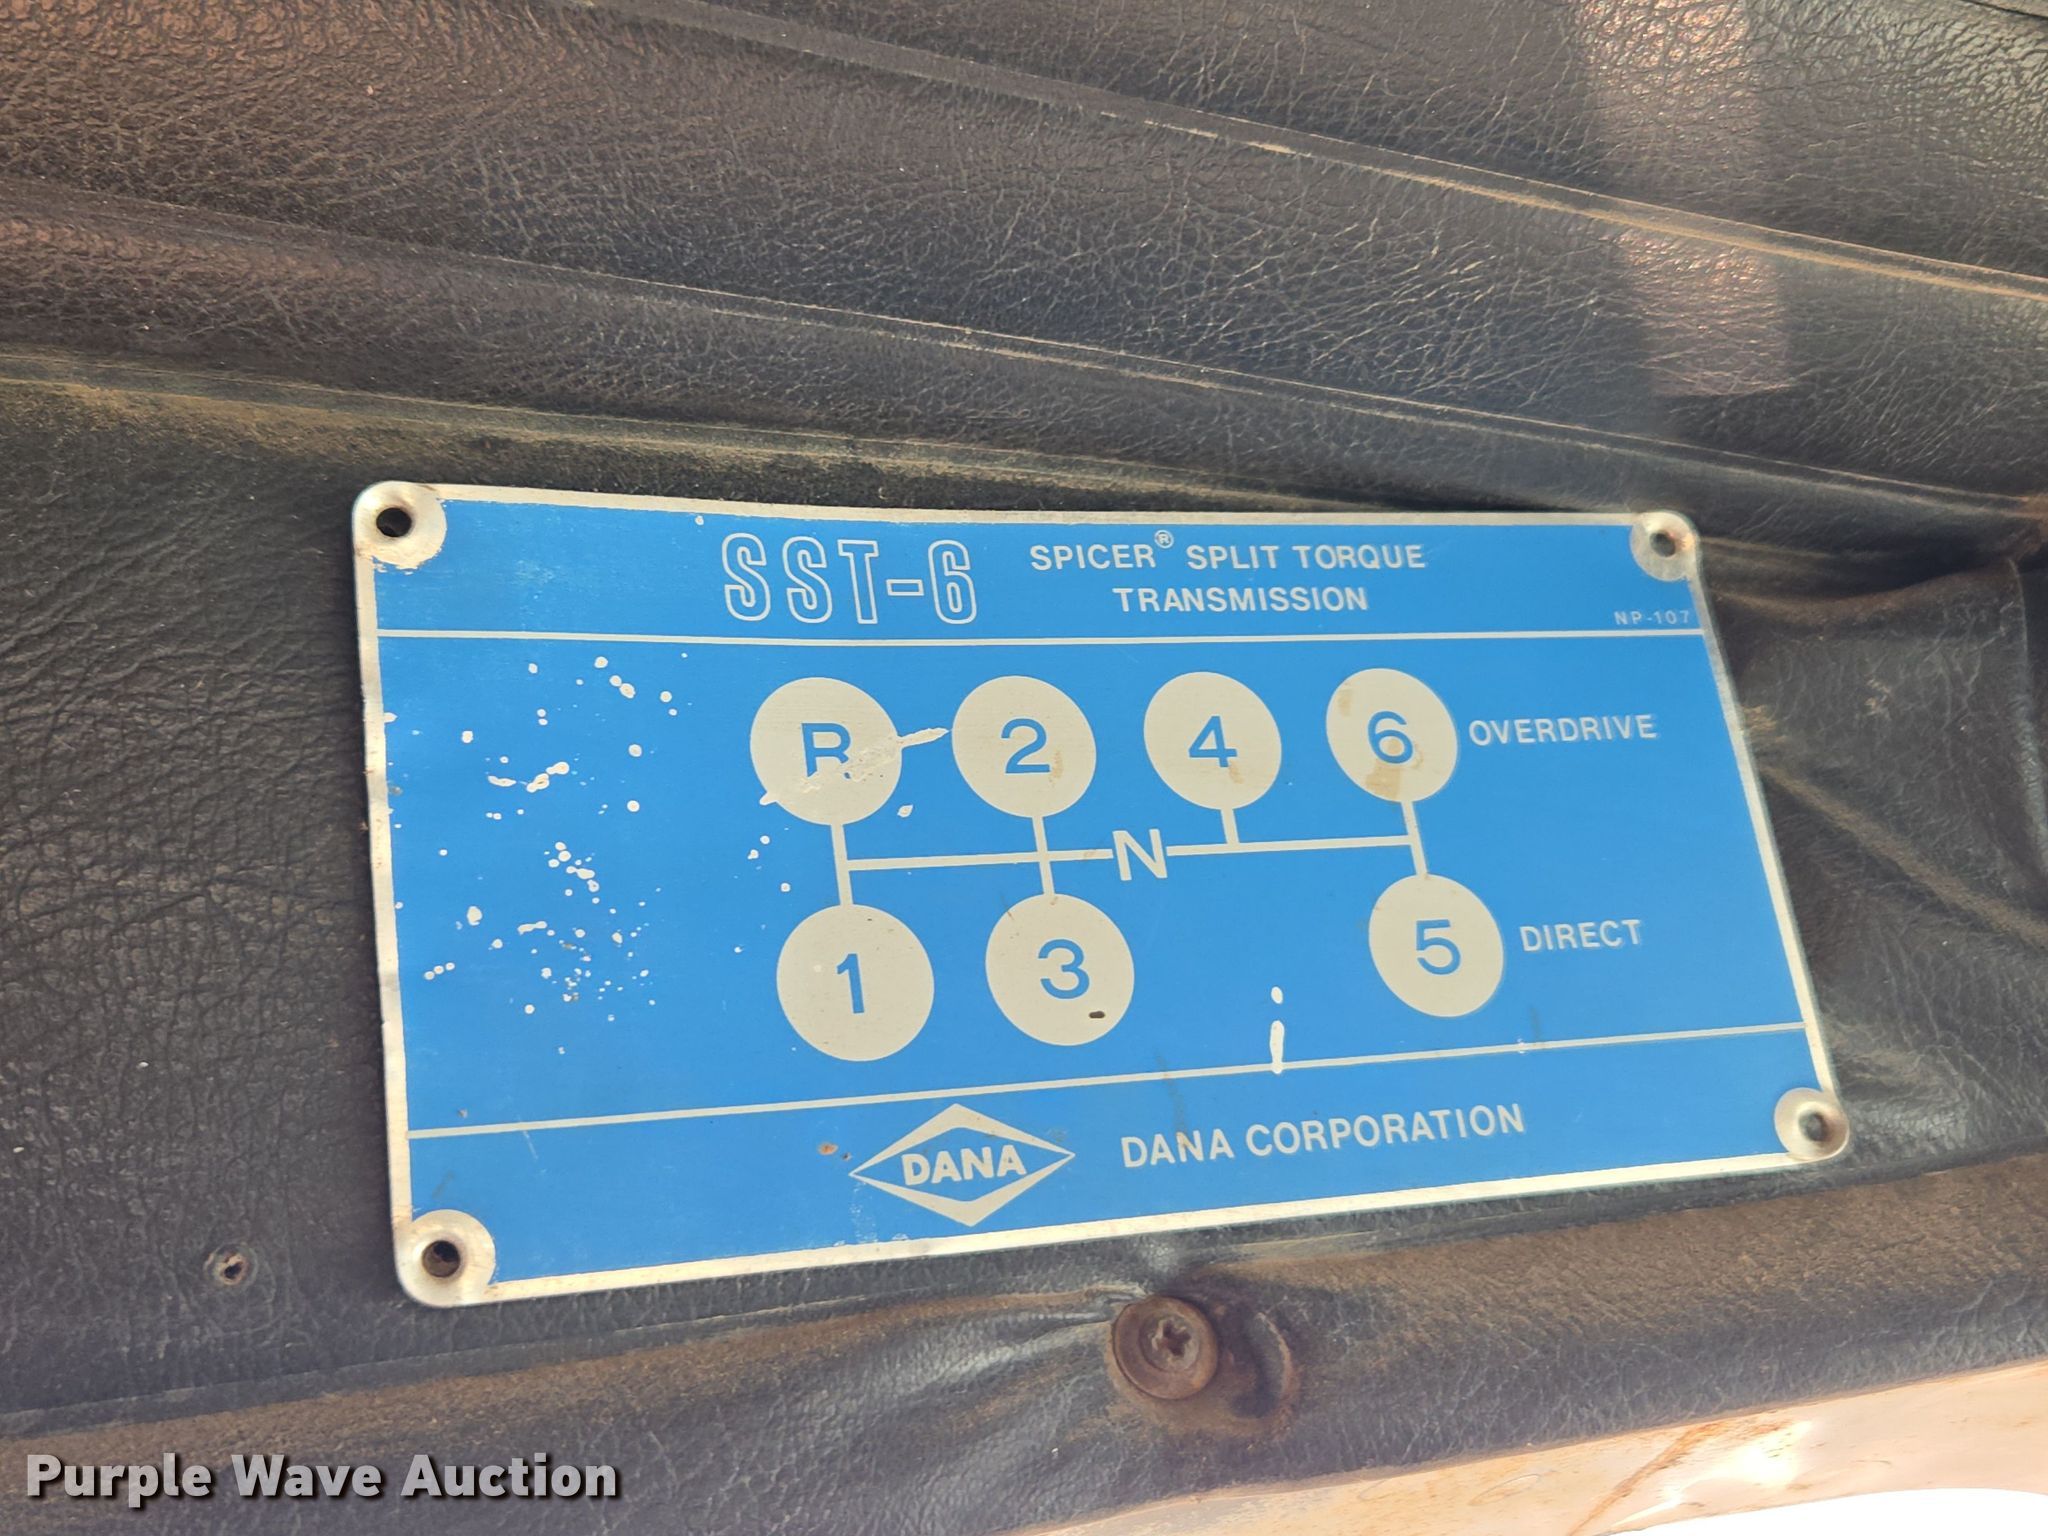 SST-6 SPICER® SPLIT TORQUE
TRANSMISSION
NP-107
R 2 4 6 OVERDRIVE
N
1 3 5 DIRECT
DANA DANA CORPORATION
Purple Wave Auction